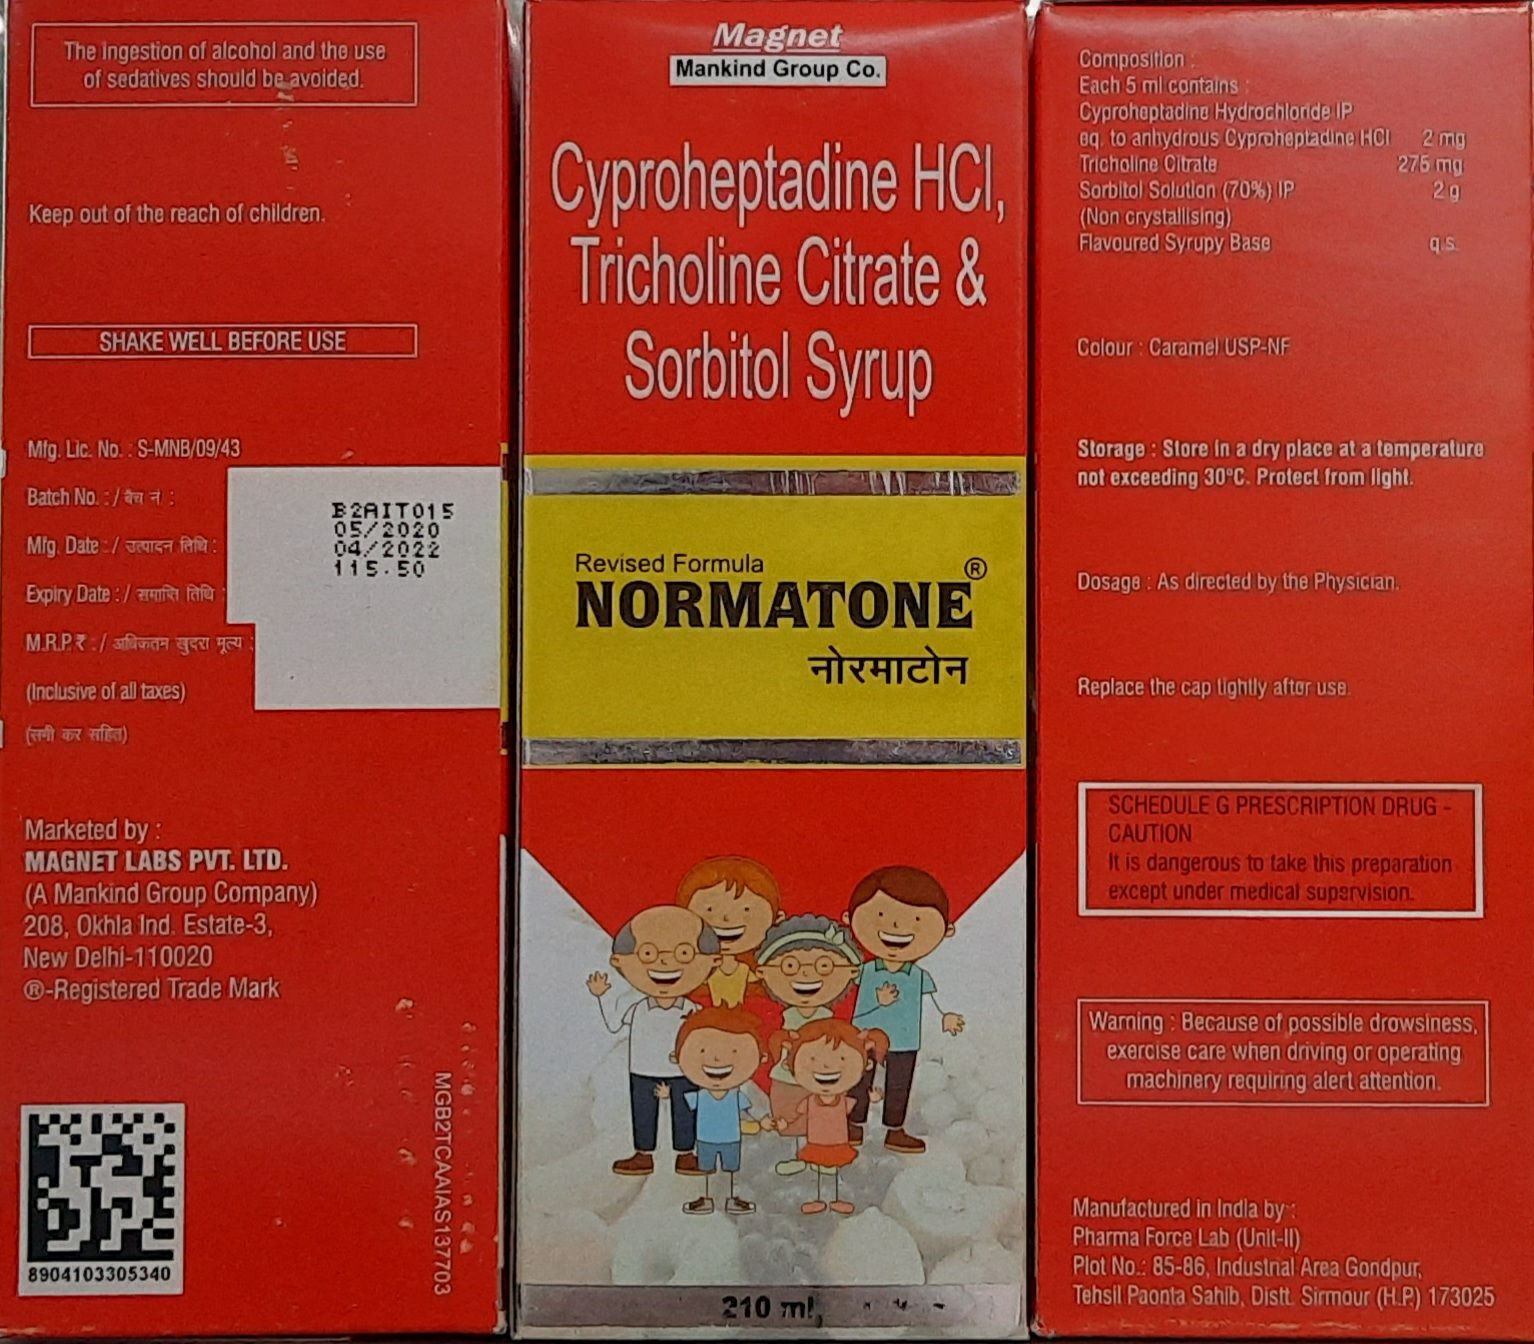 The ingestion of alcohol and the use
of sedatives should be avoided.
Keep out of the reach of children.
SHAKE WELL BEFORE USE
Mfg. Lic. No. : S-MNB/09/43
Batch No. : / बैच नं :
B2AIT015
Mfg. Date : / उत्पादन तिथि :
05/2020
Expiry Date : / समाप्ति तिथि :
04/2022
M.R.P. ₹ : / अधिकतम खुदरा मूल्य :
115.50
(Inclusive of all taxes)
(सभी कर सहित)
Marketed by :
MAGNET LABS PVT. LTD.
(A Mankind Group Company)
208, Okhla Ind. Estate-3,
New Delhi-110020
®-Registered Trade Mark
MGB2TCAAIAS137703
8904103305340
Magnet
Mankind Group Co.
Cyproheptadine HCl,
Tricholine Citrate &
Sorbitol Syrup
Revised Formula
NORMATONE®
नोरमाटोन
210 ml
Composition :
Each 5 ml contains :
Cyproheptadine Hydrochloride IP
eq. to anhydrous Cyproheptadine HCl 2 mg
Tricholine Citrate 275 mg
Sorbitol Solution (70%) IP 2 g
(Non crystallising)
Flavoured Syrupy Base q.s.
Colour : Caramel USP-NF
Storage : Store in a dry place at a temperature
not exceeding 30°C. Protect from light.
Dosage : As directed by the Physician.
Replace the cap tightly after use.
SCHEDULE G PRESCRIPTION DRUG -
CAUTION
It is dangerous to take this preparation
except under medical supervision.
Warning : Because of possible drowsiness,
exercise care when driving or operating
machinery requiring alert attention.
Manufactured in India by :
Pharma Force Lab (Unit-II)
Plot No.: 85-86, Industrial Area Gondpur,
Tehsil Paonta Sahib, Distt. Sirmour (H.P.) 173025